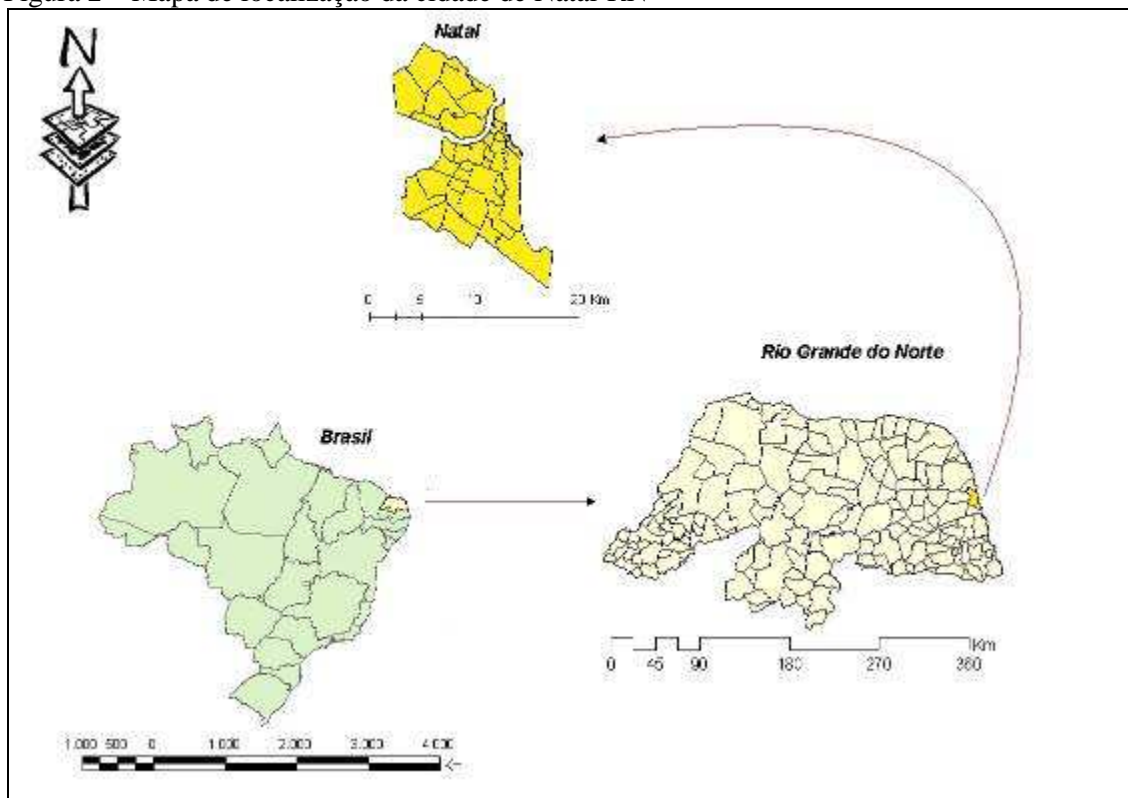 Figura 2 – Mapa de localização da cidade de Natal-RN
N
Natal
0 5 10 20 Km
Rio Grande do Norte
Brasil
Km
0 45 90 180 270 360
1.000 500 0 1.000 2.000 3.000 4.000